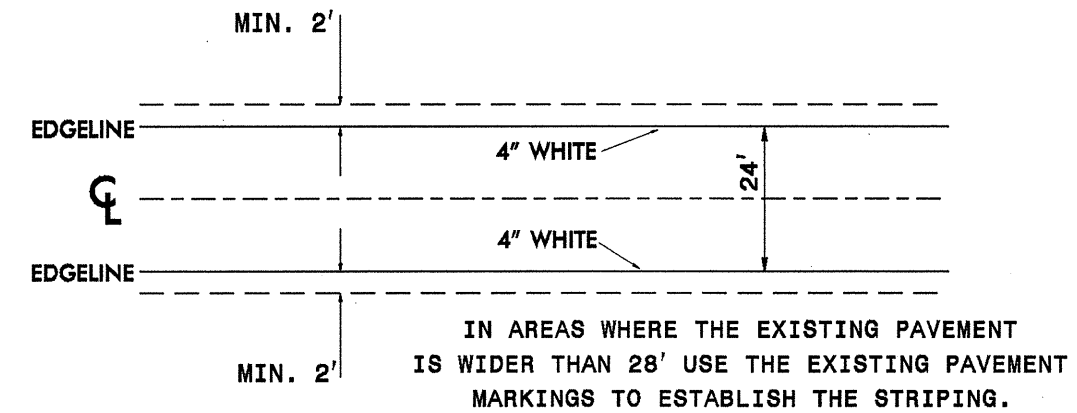 MIN. 2'
EDGELINE
4" WHITE
24'
℄
4" WHITE
EDGELINE
MIN. 2'
IN AREAS WHERE THE EXISTING PAVEMENT
IS WIDER THAN 28' USE THE EXISTING PAVEMENT
MARKINGS TO ESTABLISH THE STRIPING.